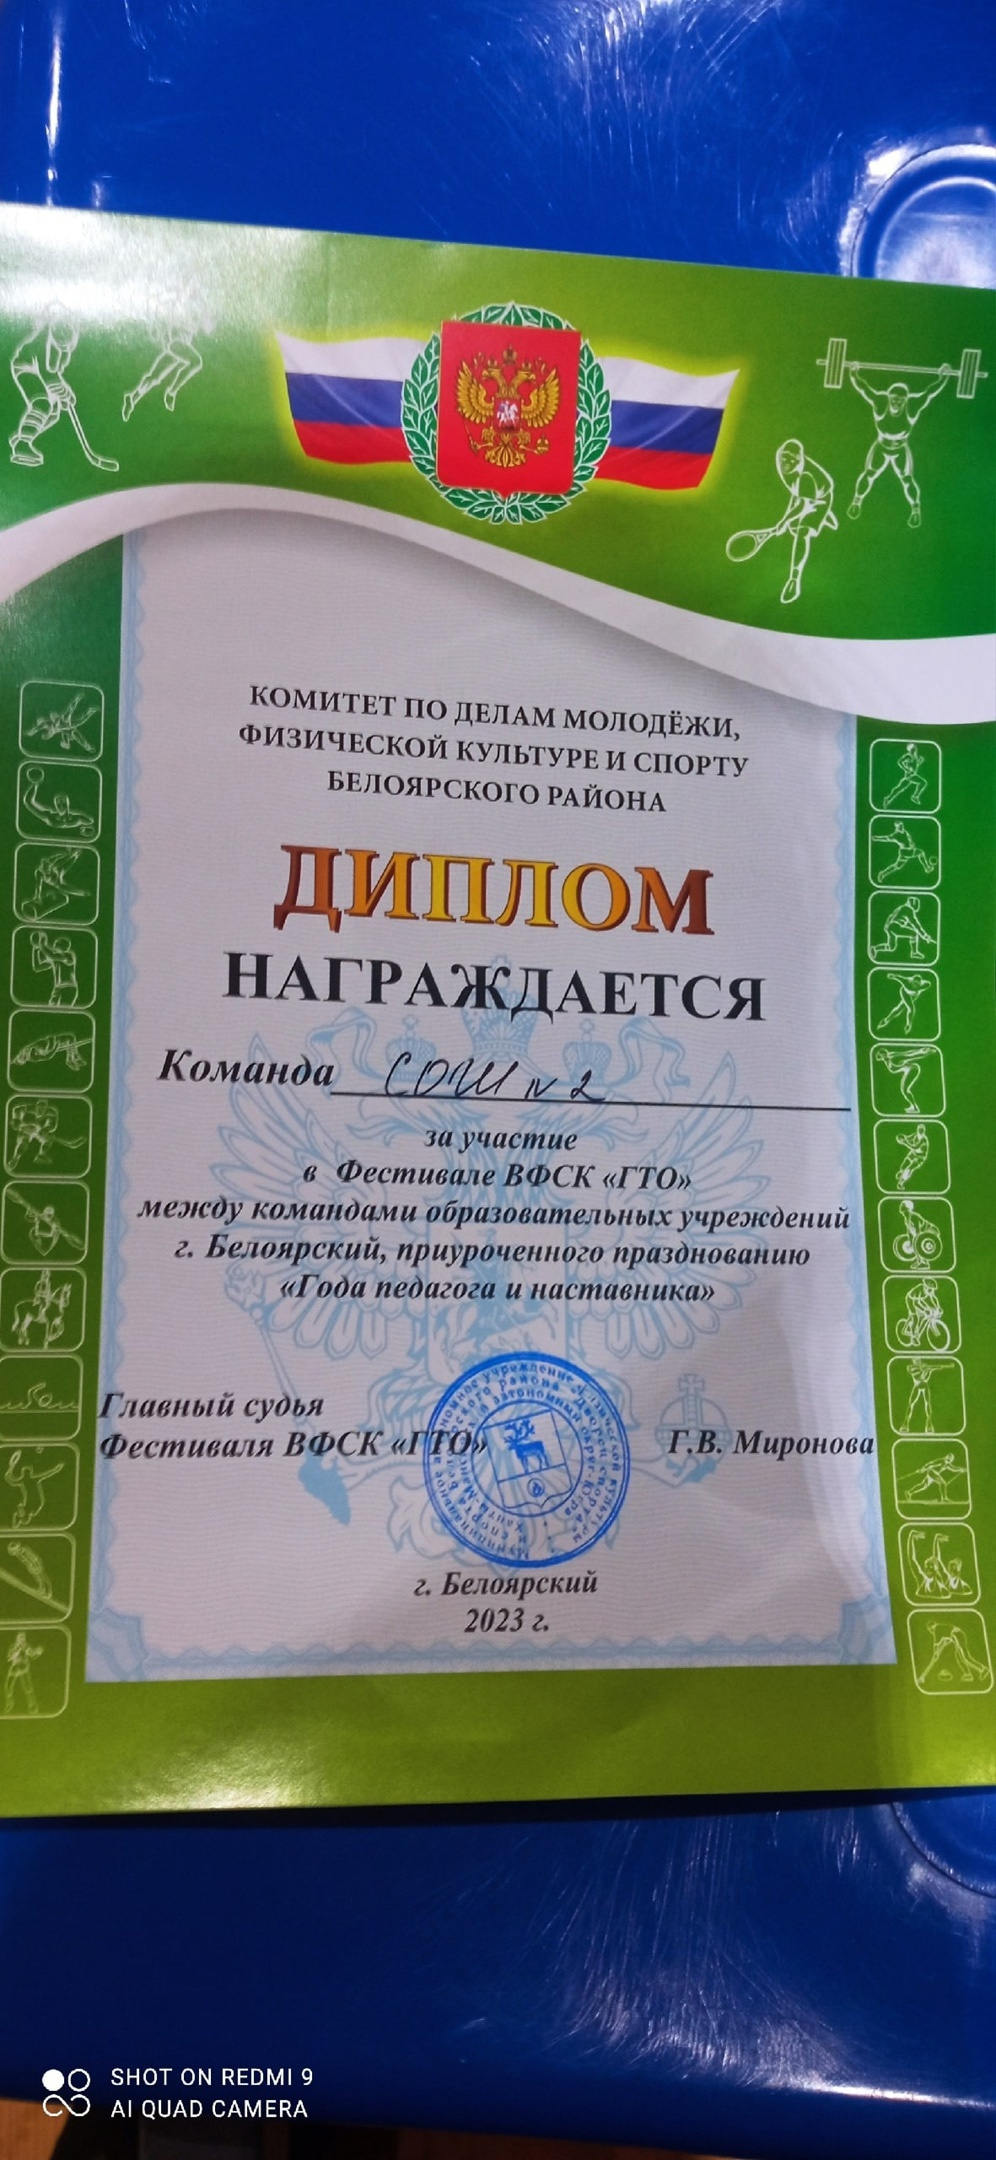 КОМИТЕТ ПО ДЕЛАМ МОЛОДЁЖИ,
ФИЗИЧЕСКОЙ КУЛЬТУРЕ И СПОРТУ
БЕЛОЯРСКОГО РАЙОНА
ДИПЛОМ
НАГРАЖДАЕТСЯ
Команда СОШ N 2
за участие
в Фестивале ВФСК «ГТО»
между командами образовательных учреждений
г. Белоярский, приуроченного празднованию
«Года педагога и наставника»
Главный судья
Фестиваля ВФСК «ГТО» Г.В. Миронова
г. Белоярский
2023 г.
SHOT ON REDMI 9
AI QUAD CAMERA